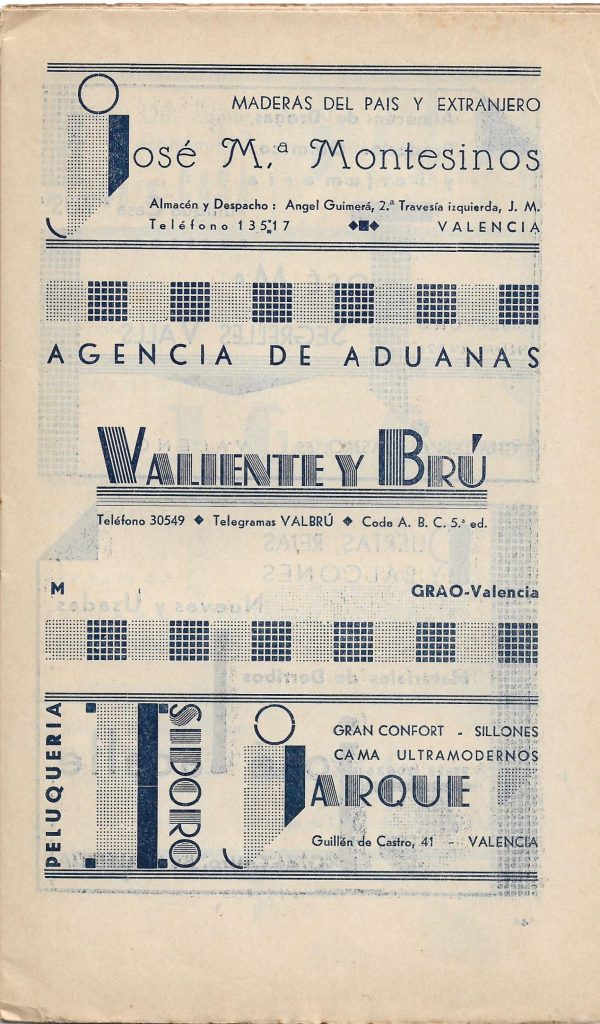 MADERAS DEL PAIS Y EXTRANJERO
José M.ª Montesinos
Almacén y Despacho : Angel Guimerá, 2.ª Travesía izquierda, J. M.
Teléfono 13517 VALENCIA
AGENCIA DE ADUANAS
VALIENTE Y BRÚ
Teléfono 30549 ◆ Telegramas VALBRÚ ◆ Code A. B. C. 5.ª ed.
M GRAO-Valencia
PELUQUERIA
ISIDORO
JARQUE
GRAN CONFORT - SILLONES
CAMA ULTRAMODERNOS
Guillén de Castro, 41 - VALENCIA